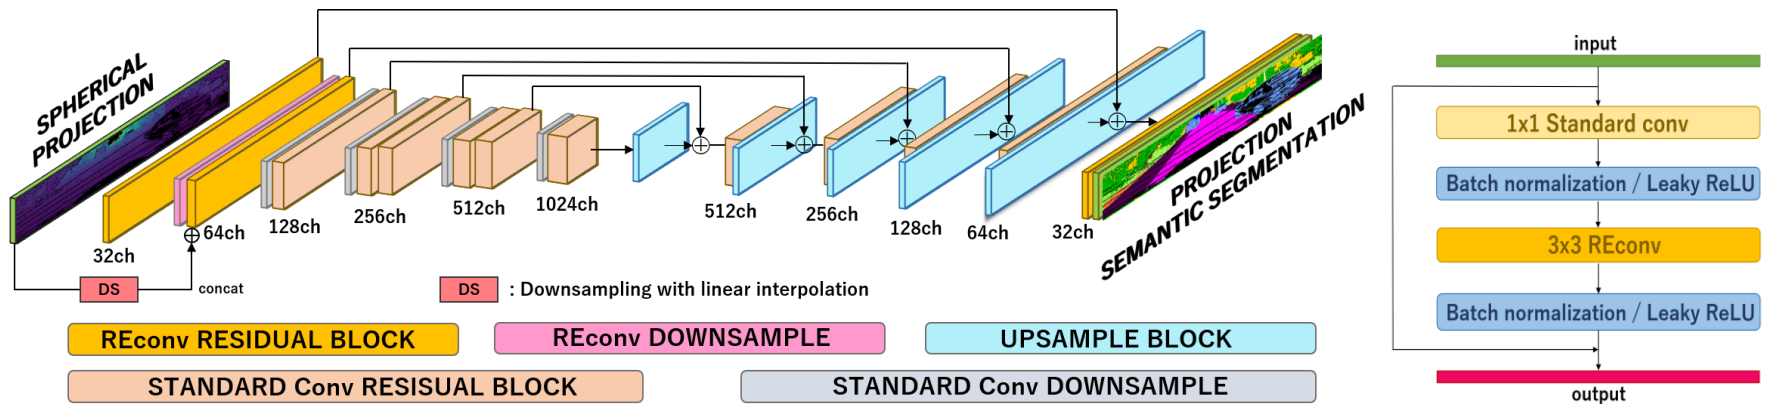 SPHERICAL
PROJECTION
32ch
64ch
128ch
256ch
512ch
1024ch
512ch
256ch
128ch
64ch
32ch
PROJECTION
SEMANTIC SEGMENTATION
DS
concat
DS : Downsampling with linear interpolation
REconv RESIDUAL BLOCK
REconv DOWNSAMPLE
UPSAMPLE BLOCK
STANDARD Conv RESISUAL BLOCK
STANDARD Conv DOWNSAMPLE
input
1x1 Standard conv
Batch normalization / Leaky ReLU
3x3 REconv
Batch normalization / Leaky ReLU
output